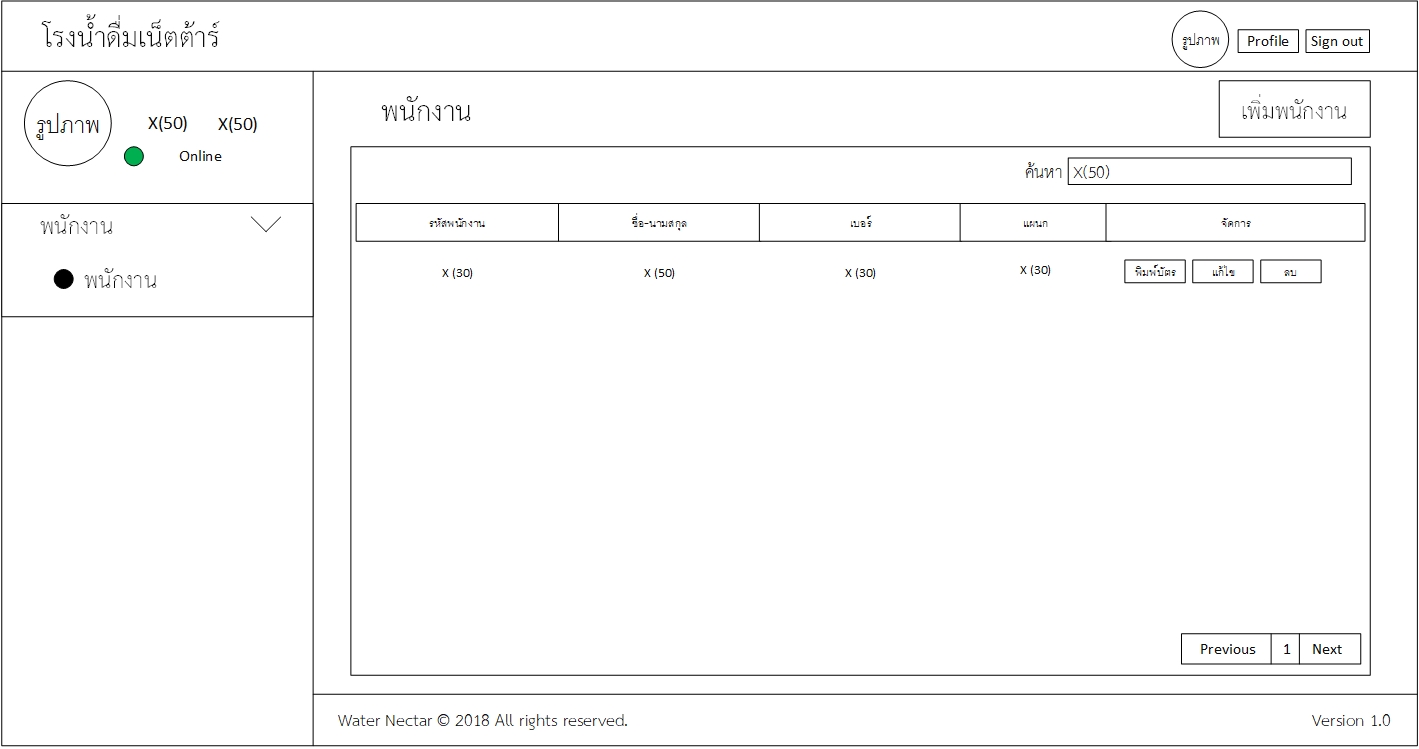 โรงน้ำดื่มเน็ตต้าร์
รูปภาพ Profile Sign out
รูปภาพ X(50) X(50)
Online
พนักงาน
พนักงาน
พนักงาน เพิ่มพนักงาน
ค้นหา X(50)
รหัสพนักงาน ชื่อ-นามสกุล เบอร์ แผนก จัดการ
X (30) X (50) X (30) X (30) พิมพ์บัตร แก้ไข ลบ
Previous 1 Next
Water Nectar © 2018 All rights reserved. Version 1.0